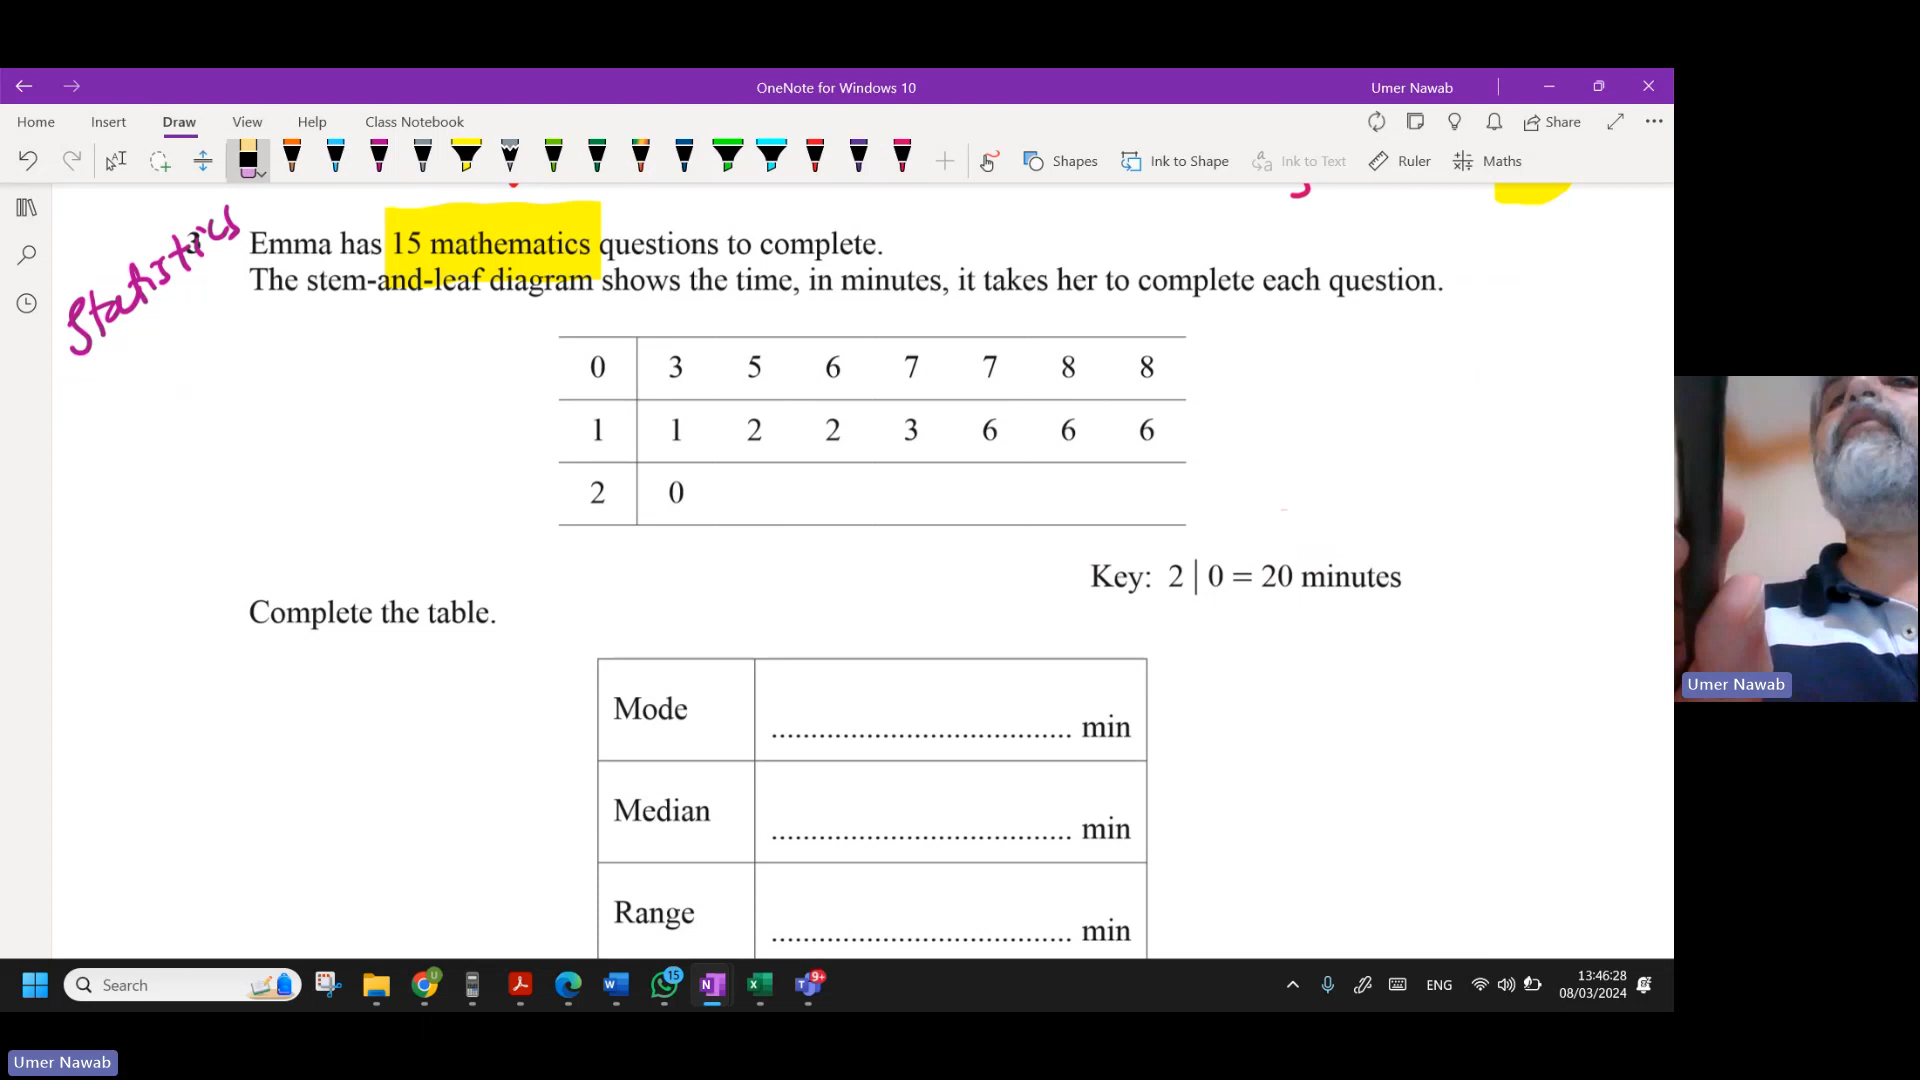 OneNote for Windows 10
Umer Nawab
Home Insert Draw View Help Class Notebook
Share
Shapes Ink to Shape Ink to Text Ruler Maths
Statistics
3 Emma has 15 mathematics questions to complete.
The stem-and-leaf diagram shows the time, in minutes, it takes her to complete each question.
0 3 5 6 7 7 8 8
1 1 2 2 3 6 6 6
2 0
Key: 2 | 0 = 20 minutes
Complete the table.
Mode ...................................... min
Median ...................................... min
Range ...................................... min
Umer Nawab
Search
U
W
15
N
X
T
9+
ENG
13:46:28
08/03/2024
Umer Nawab